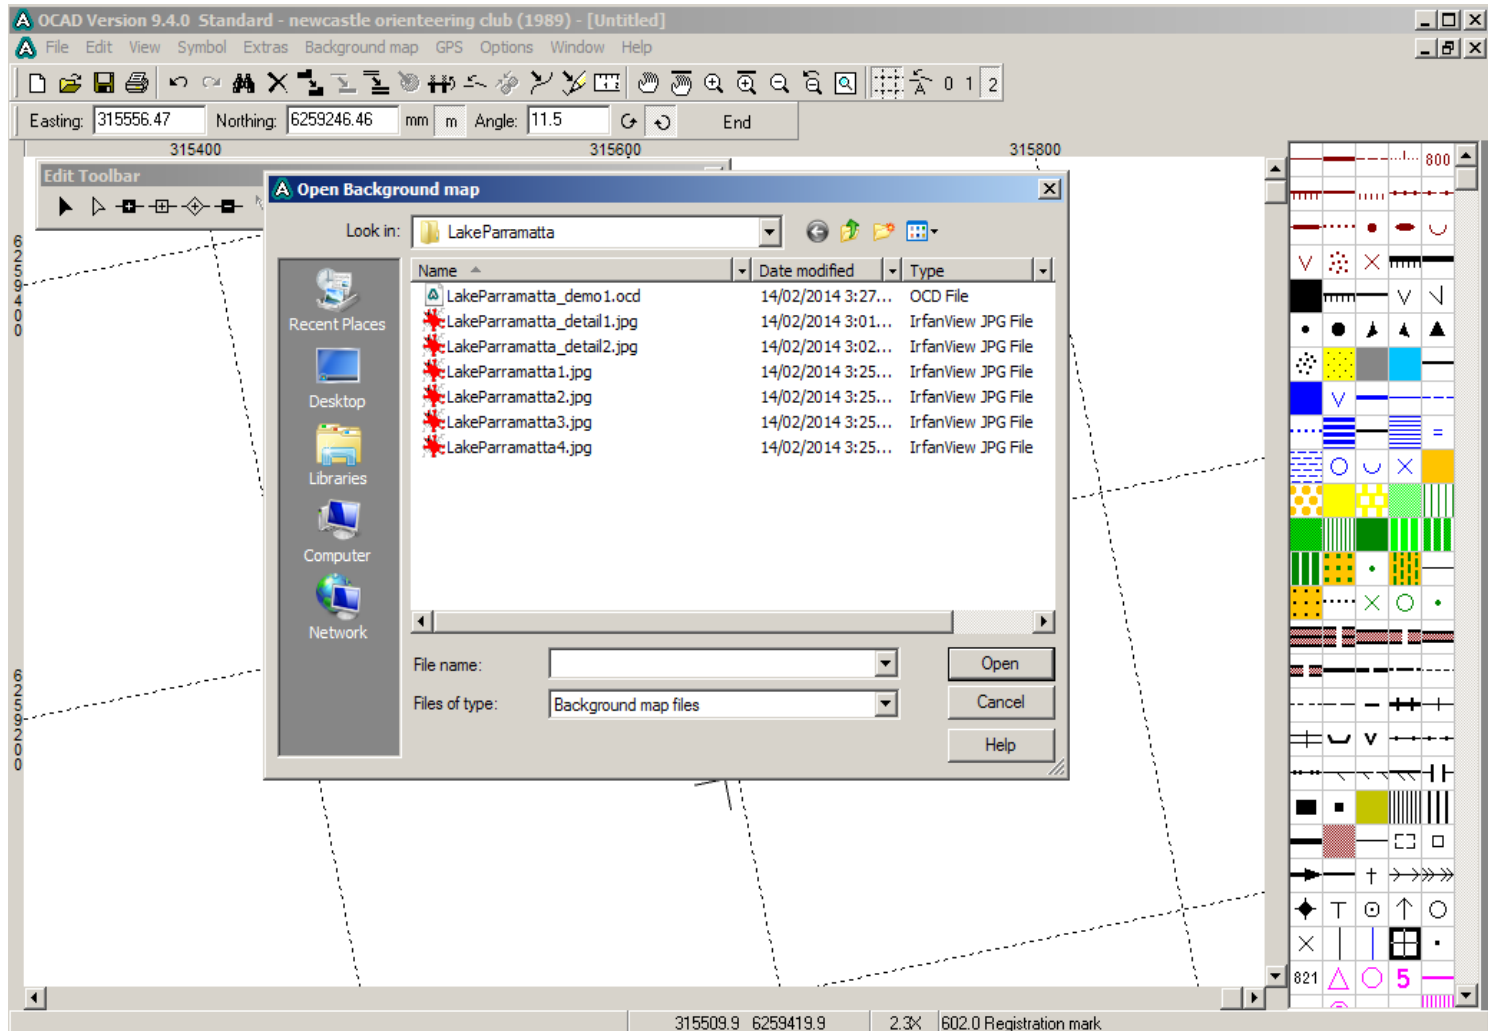 OCAD Version 9.4.0 Standard - newcastle orienteering club (1989) - [Untitled]
File Edit View Symbol Extras Background map GPS Options Window Help
0 1 2
Easting: 315556.47 Northing: 6259246.46 mm m Angle: 11.5 End
315400 315600 315800
Edit Toolbar
800
Open Background map
Look in: LakeParramatta
Name Date modified Type
LakeParramatta_demo1.ocd 14/02/2014 3:27... OCD File
LakeParramatta_detail1.jpg 14/02/2014 3:01... IrfanView JPG File
LakeParramatta_detail2.jpg 14/02/2014 3:02... IrfanView JPG File
LakeParramatta1.jpg 14/02/2014 3:25... IrfanView JPG File
LakeParramatta2.jpg 14/02/2014 3:25... IrfanView JPG File
LakeParramatta3.jpg 14/02/2014 3:25... IrfanView JPG File
LakeParramatta4.jpg 14/02/2014 3:25... IrfanView JPG File
Recent Places
Desktop
Libraries
Computer
Network
File name: Open
Files of type: Background map files Cancel
Help
6259400
6259200
821 5
315509.9 6259419.9 2.3X 602.0 Registration mark